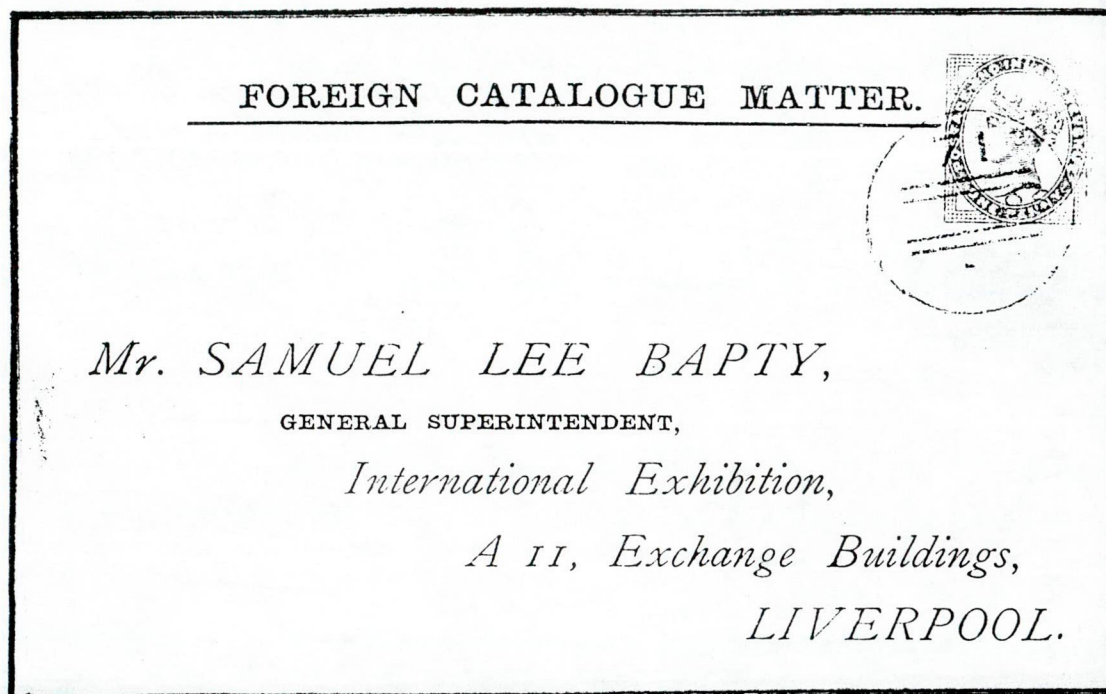 FOREIGN CATALOGUE MATTER.
Mr. SAMUEL LEE BAPTY,
GENERAL SUPERINTENDENT,
International Exhibition,
A 11, Exchange Buildings,
LIVERPOOL.